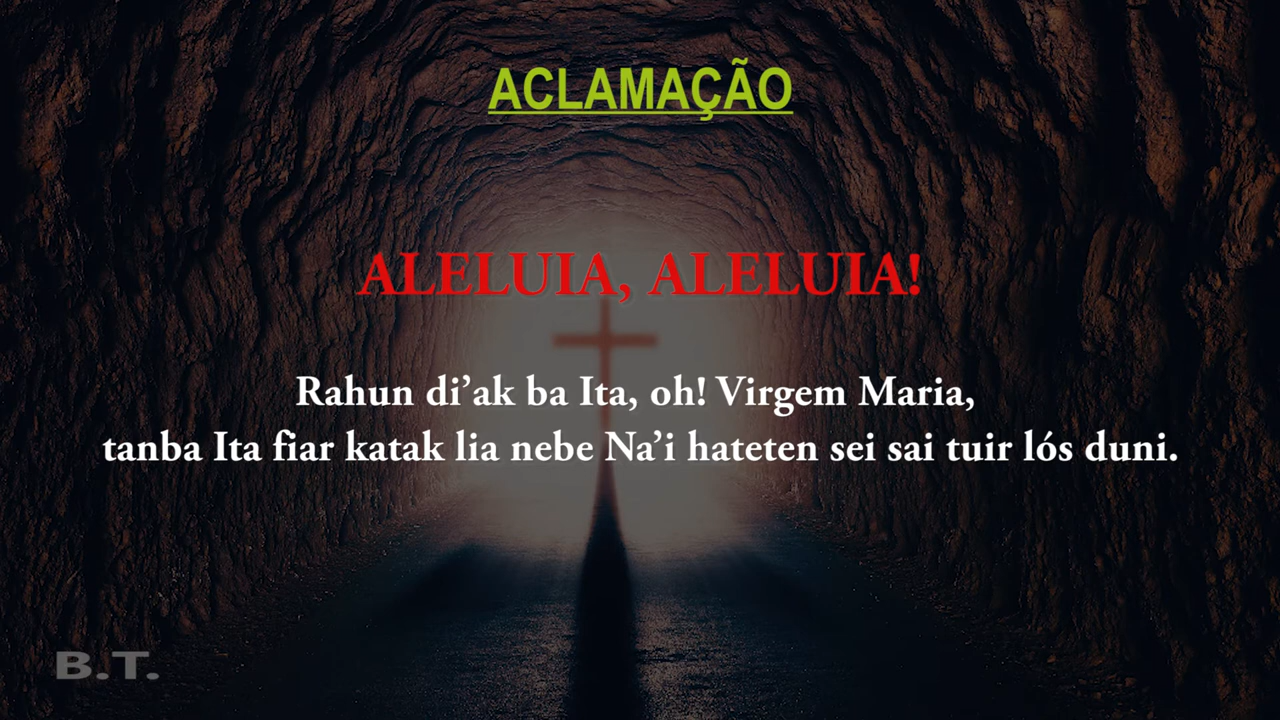 ACLAMAÇÃO
ALELUIA, ALELUIA!
Rahun di’ak ba Ita, oh! Virgem Maria,
tanba Ita fiar katak lia nebe Na’i hateten sei sai tuir lós duni.
B.T.